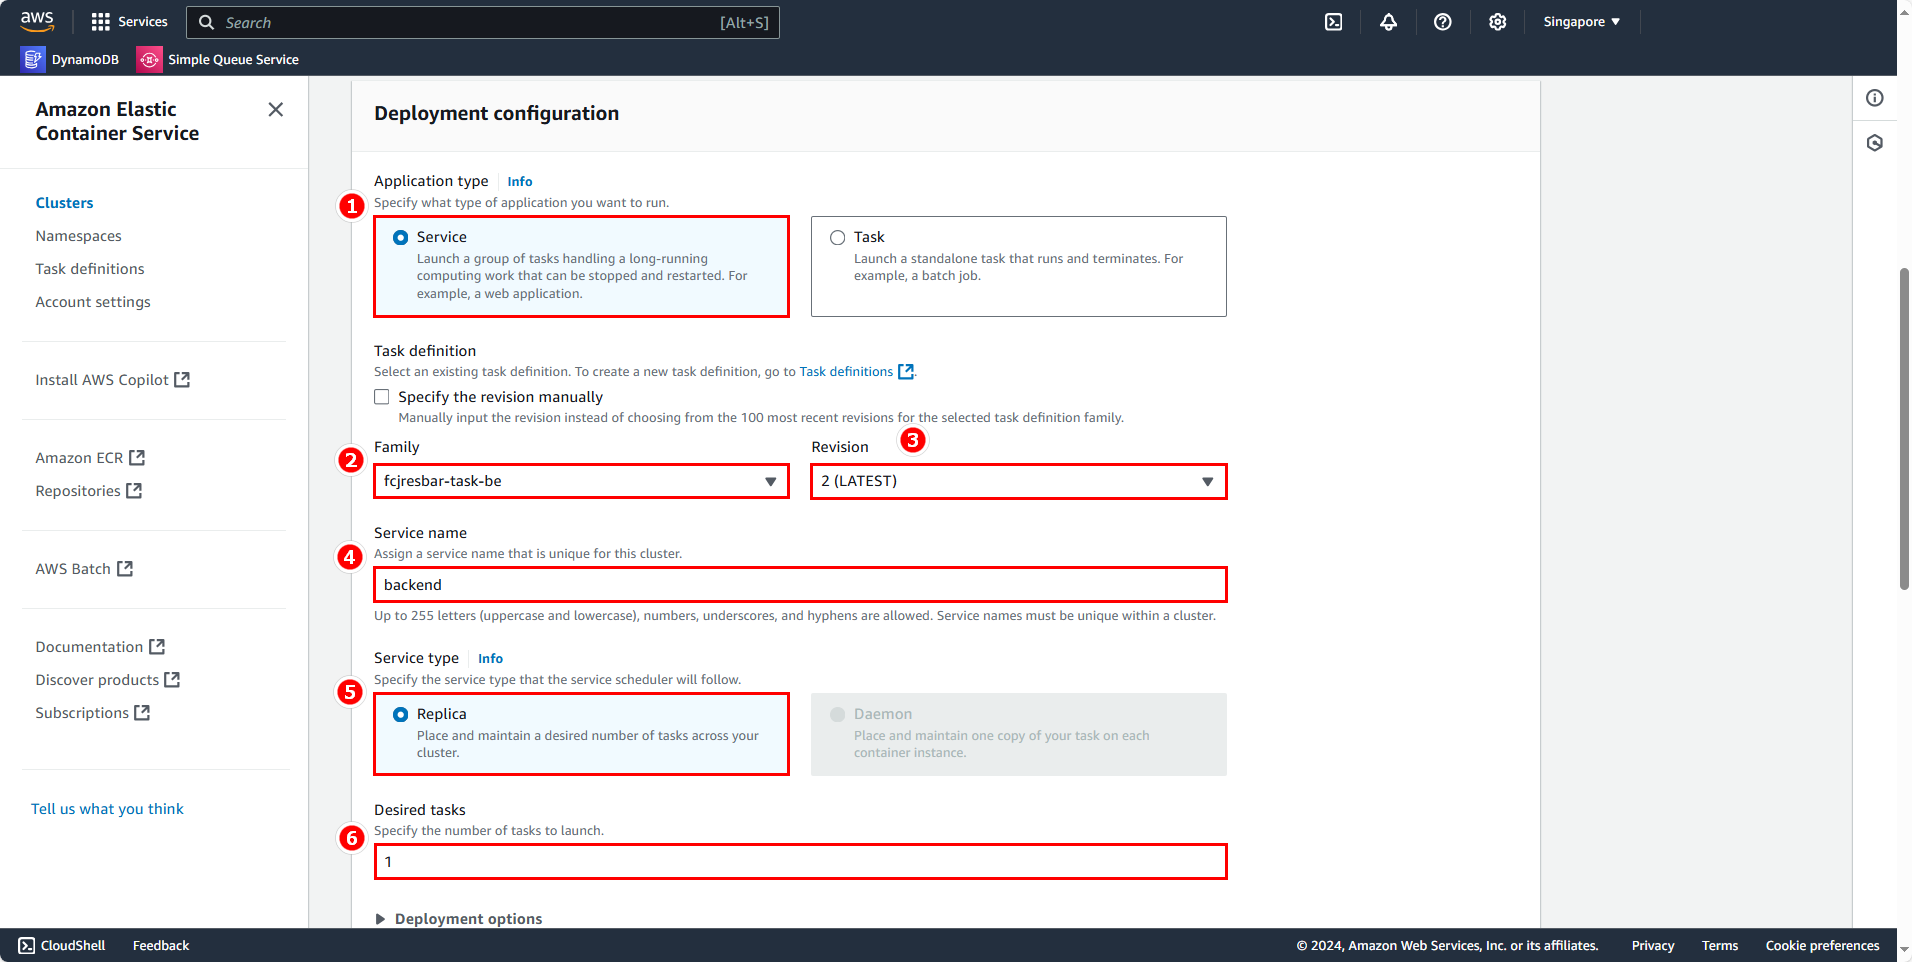 aws
Services
Search
[Alt+S]
Singapore
DynamoDB
Simple Queue Service
Amazon Elastic
Container Service
Clusters
Namespaces
Task definitions
Account settings
Install AWS Copilot
Amazon ECR
Repositories
AWS Batch
Documentation
Discover products
Subscriptions
Tell us what you think
Deployment configuration
Application type Info
1
Specify what type of application you want to run.
Service
Launch a group of tasks handling a long-running
computing work that can be stopped and restarted. For
example, a web application.
Task
Launch a standalone task that runs and terminates. For
example, a batch job.
Task definition
Select an existing task definition. To create a new task definition, go to Task definitions.
Specify the revision manually
Manually input the revision instead of choosing from the 100 most recent revisions for the selected task definition family.
2
Family
fcjresbar-task-be
Revision
3
2 (LATEST)
Service name
4
Assign a service name that is unique for this cluster.
backend
Up to 255 letters (uppercase and lowercase), numbers, underscores, and hyphens are allowed. Service names must be unique within a cluster.
Service type Info
Specify the service type that the service scheduler will follow.
5
Replica
Place and maintain a desired number of tasks across your
cluster.
Daemon
Place and maintain one copy of your task on each
container instance.
Desired tasks
Specify the number of tasks to launch.
6
1
Deployment options
CloudShell
Feedback
© 2024, Amazon Web Services, Inc. or its affiliates.
Privacy
Terms
Cookie preferences